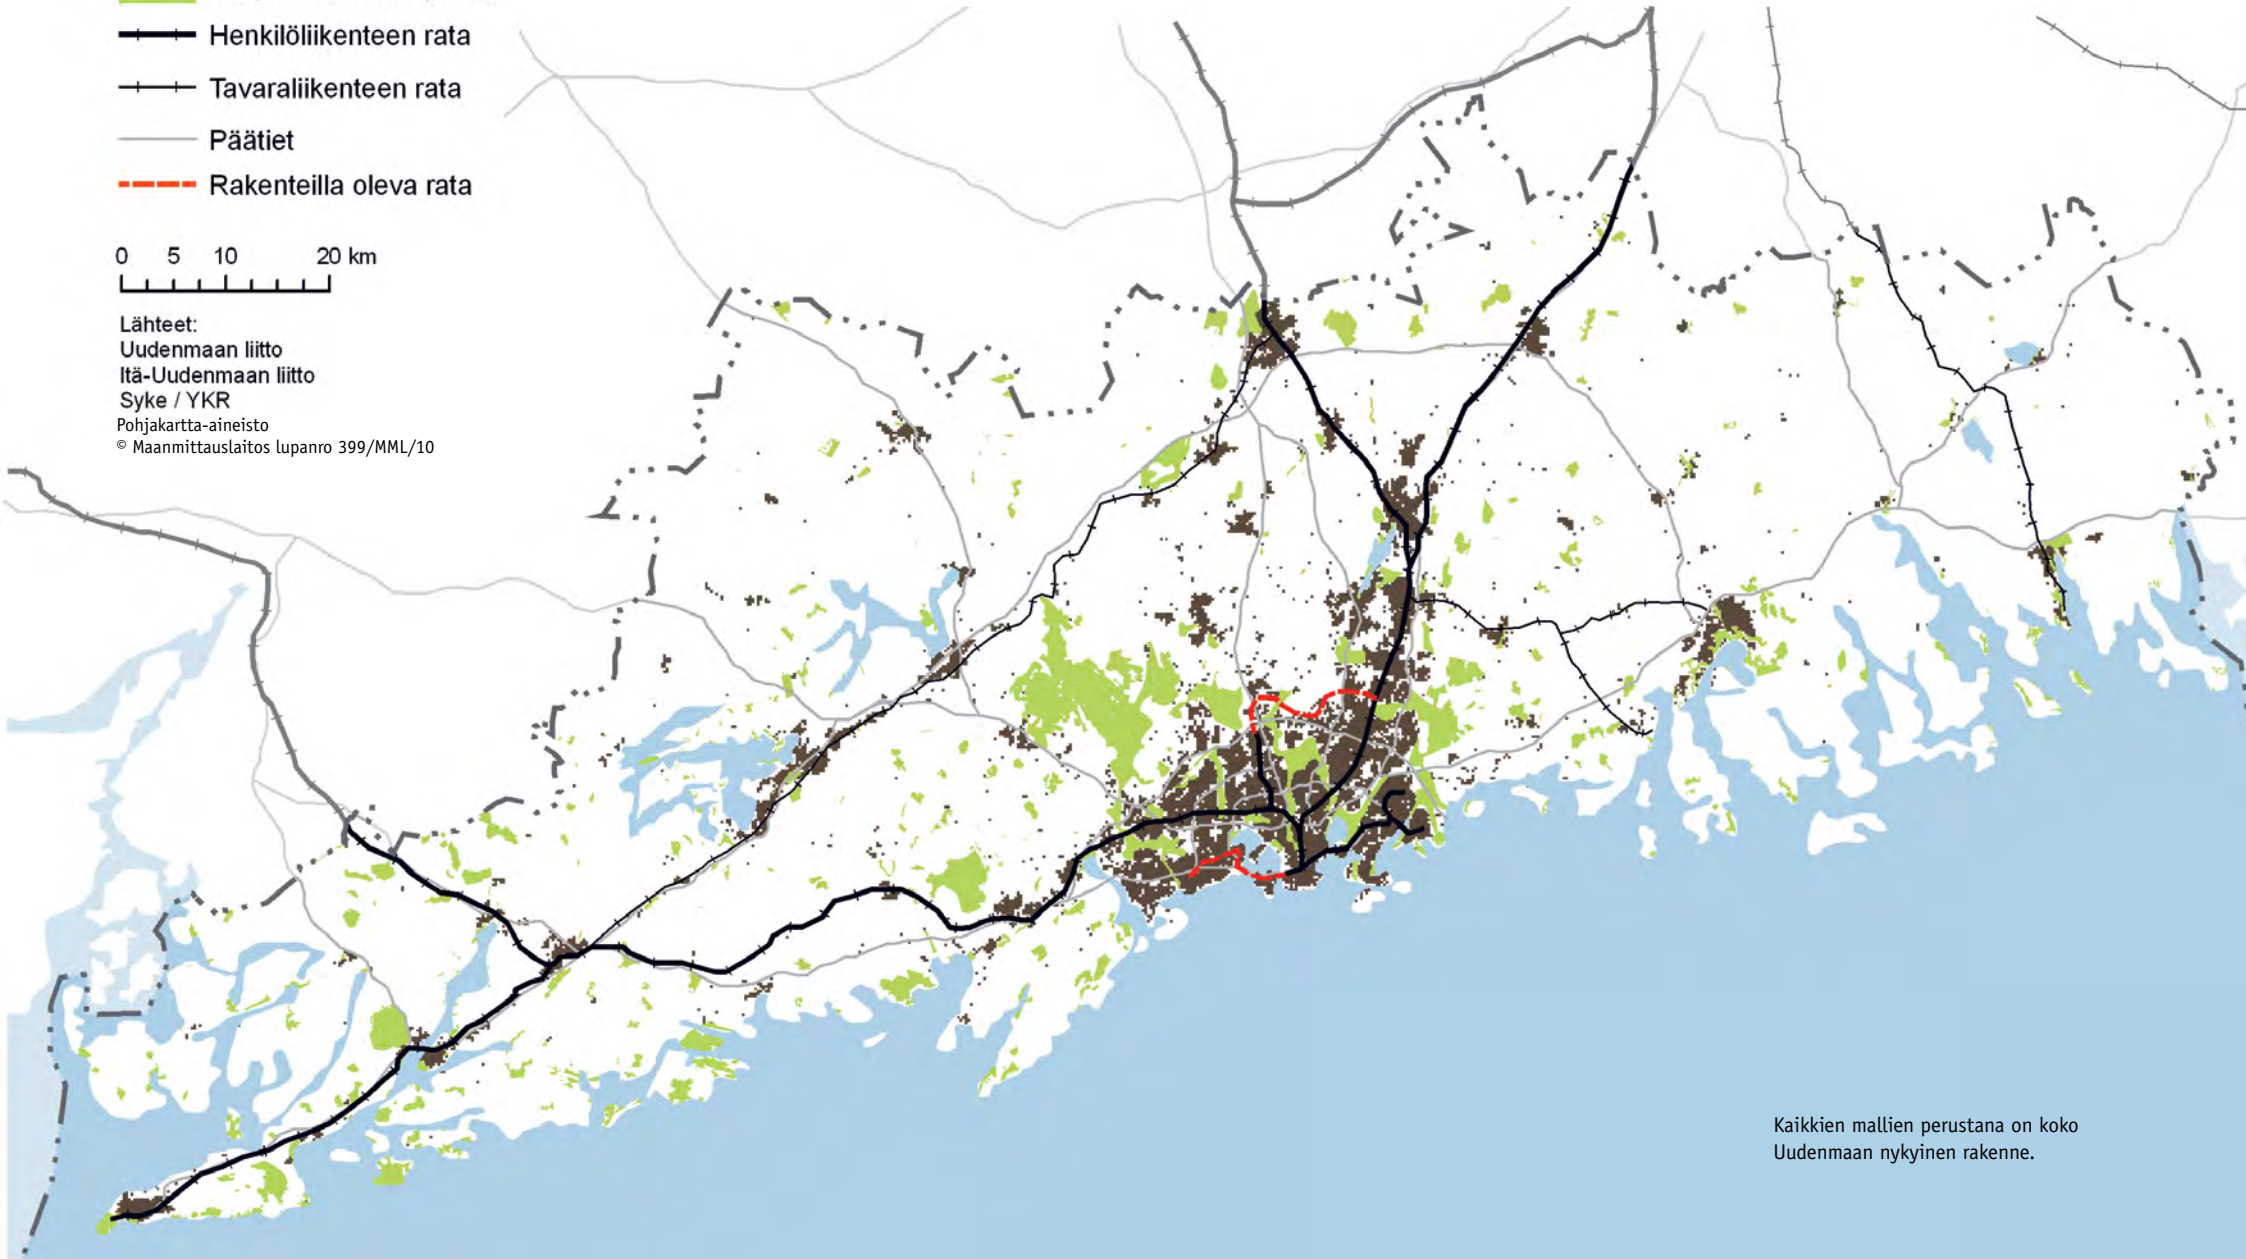 Henkilöliikenteen rata
Tavaraliikenteen rata
Päätiet
Rakenteilla oleva rata
0 5 10 20 km
Lähteet:
Uudenmaan liitto
Itä-Uudenmaan liitto
Syke / YKR
Pohjakartta-aineisto
© Maanmittauslaitos lupanro 399/MML/10
Kaikkien mallien perustana on koko
Uudenmaan nykyinen rakenne.